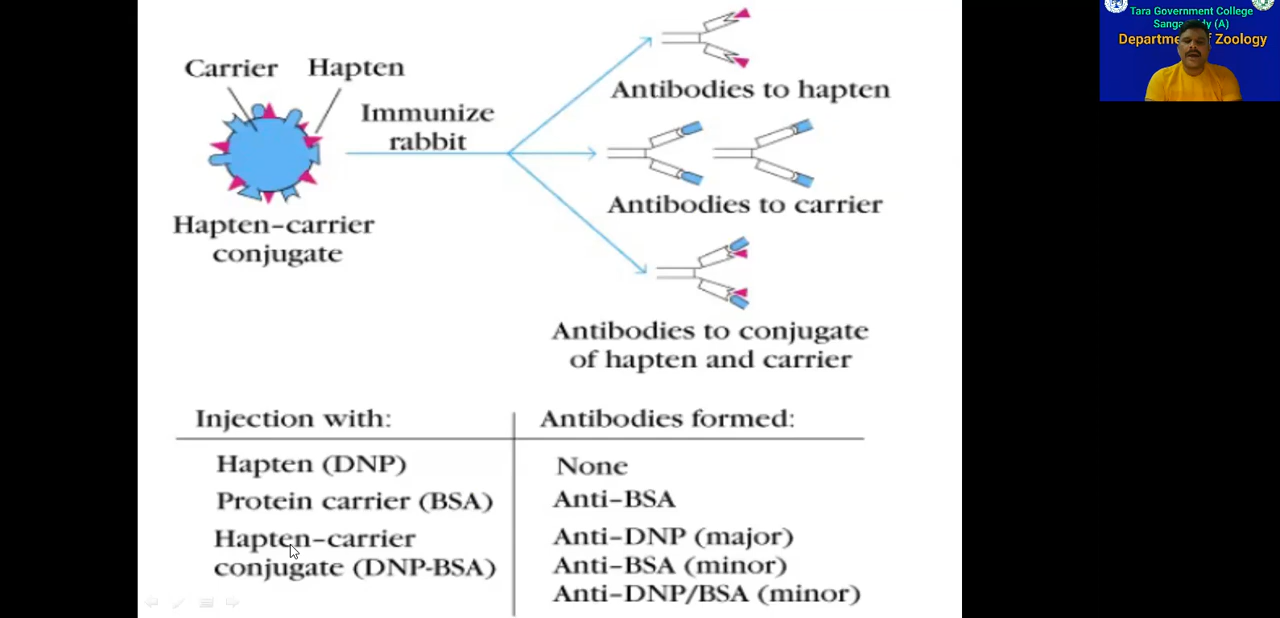 Tara Government College
Sangareddy (A)
Department of Zoology
Carrier Hapten
Immunize
rabbit
Hapten-carrier
conjugate
Antibodies to hapten
Antibodies to carrier
Antibodies to conjugate
of hapten and carrier
Injection with: Antibodies formed:
Hapten (DNP) None
Protein carrier (BSA) Anti-BSA
Hapten-carrier
conjugate (DNP-BSA)
Anti-DNP (major)
Anti-BSA (minor)
Anti-DNP/BSA (minor)